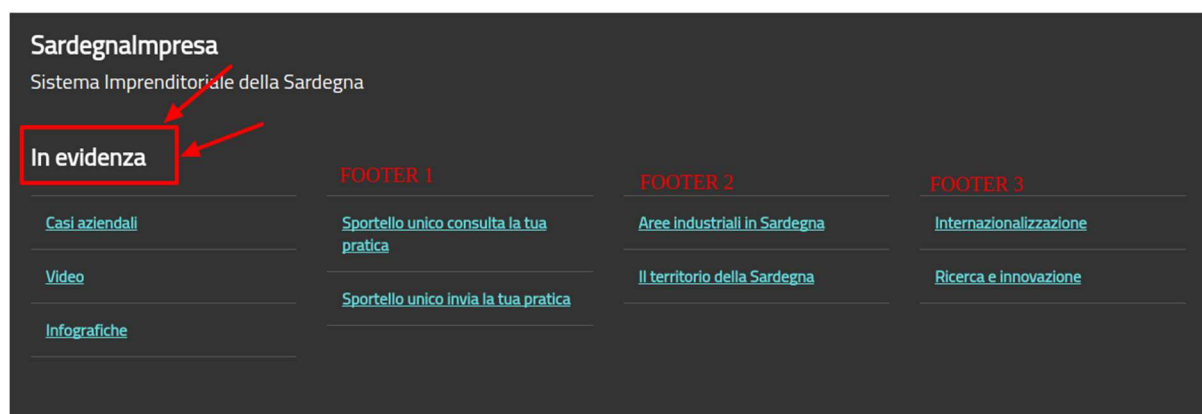 SardegnaImpresa
Sistema Imprenditoriale della Sardegna
In evidenza
Casi aziendali
Video
Infografiche
FOOTER 1
Sportello unico consulta la tua
pratica
Sportello unico invia la tua pratica
FOOTER 2
Aree industriali in Sardegna
Il territorio della Sardegna
FOOTER 3
Internazionalizzazione
Ricerca e innovazione